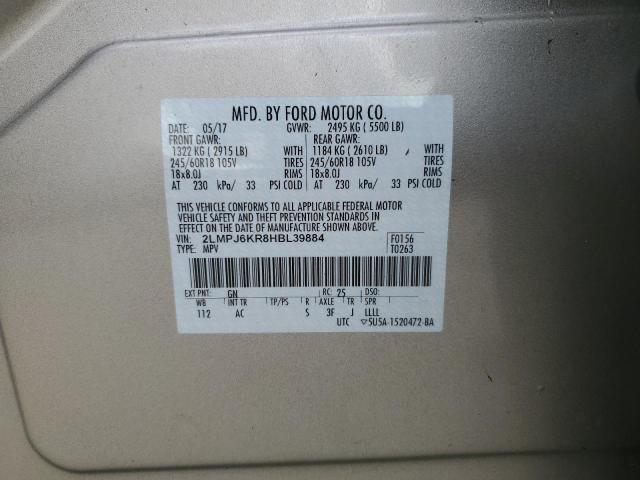 MFD. BY FORD MOTOR CO.
DATE: 05/17 GVWR: 2495 KG ( 5500 LB)
FRONT GAWR: REAR GAWR:
1322 KG ( 2915 LB) WITH 1184 KG ( 2610 LB) WITH
245/60R18 105V TIRES 245/60R18 105V TIRES
18x8.0J RIMS 18x8.0J RIMS
AT 230 kPa/ 33 PSI COLD AT 230 kPa/ 33 PSI COLD
THIS VEHICLE CONFORMS TO ALL APPLICABLE FEDERAL MOTOR
VEHICLE SAFETY AND THEFT PREVENTION STANDARDS IN
EFFECT ON THE DATE OF MANUFACTURE SHOWN ABOVE.
VIN: 2LMPJ6KR8HBL39884 F0156
TYPE: MPV T0263
EXT PNT: GN RC: 25 DSO:
WB INT TR TP/PS R AXLE TR SPR
112 AC S 3F J LLLL
UTC ▽5U5A-1520472-BA